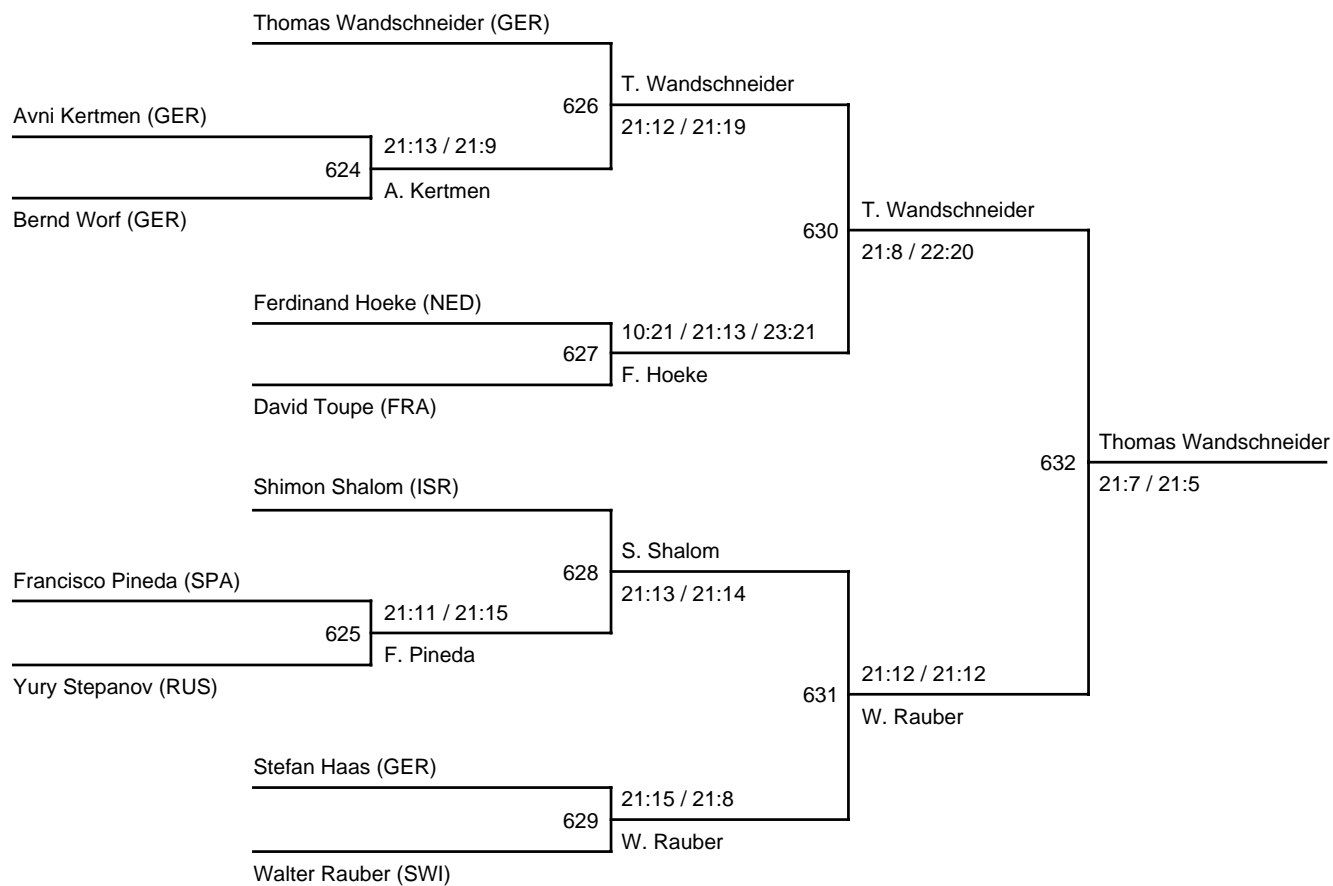 Thomas Wandschneider (GER)
T. Wandschneider
626
Avni Kertmen (GER)
21:12 / 21:19
21:13 / 21:9
624
A. Kertmen
T. Wandschneider
Bernd Worf (GER)
630
21:8 / 22:20
Ferdinand Hoeke (NED)
10:21 / 21:13 / 23:21
627
F. Hoeke
David Toupe (FRA)
Thomas Wandschneider
632
Shimon Shalom (ISR)
21:7 / 21:5
S. Shalom
628
Francisco Pineda (SPA)
21:13 / 21:14
21:11 / 21:15
625
F. Pineda
21:12 / 21:12
Yury Stepanov (RUS)
631
W. Rauber
Stefan Haas (GER)
21:15 / 21:8
629
W. Rauber
Walter Rauber (SWI)